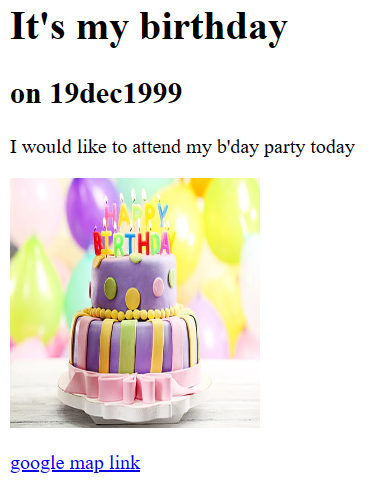 It's my birthday
on 19dec1999
I would like to attend my b'day party today
HAPPY
BIRTHDAY
google map link